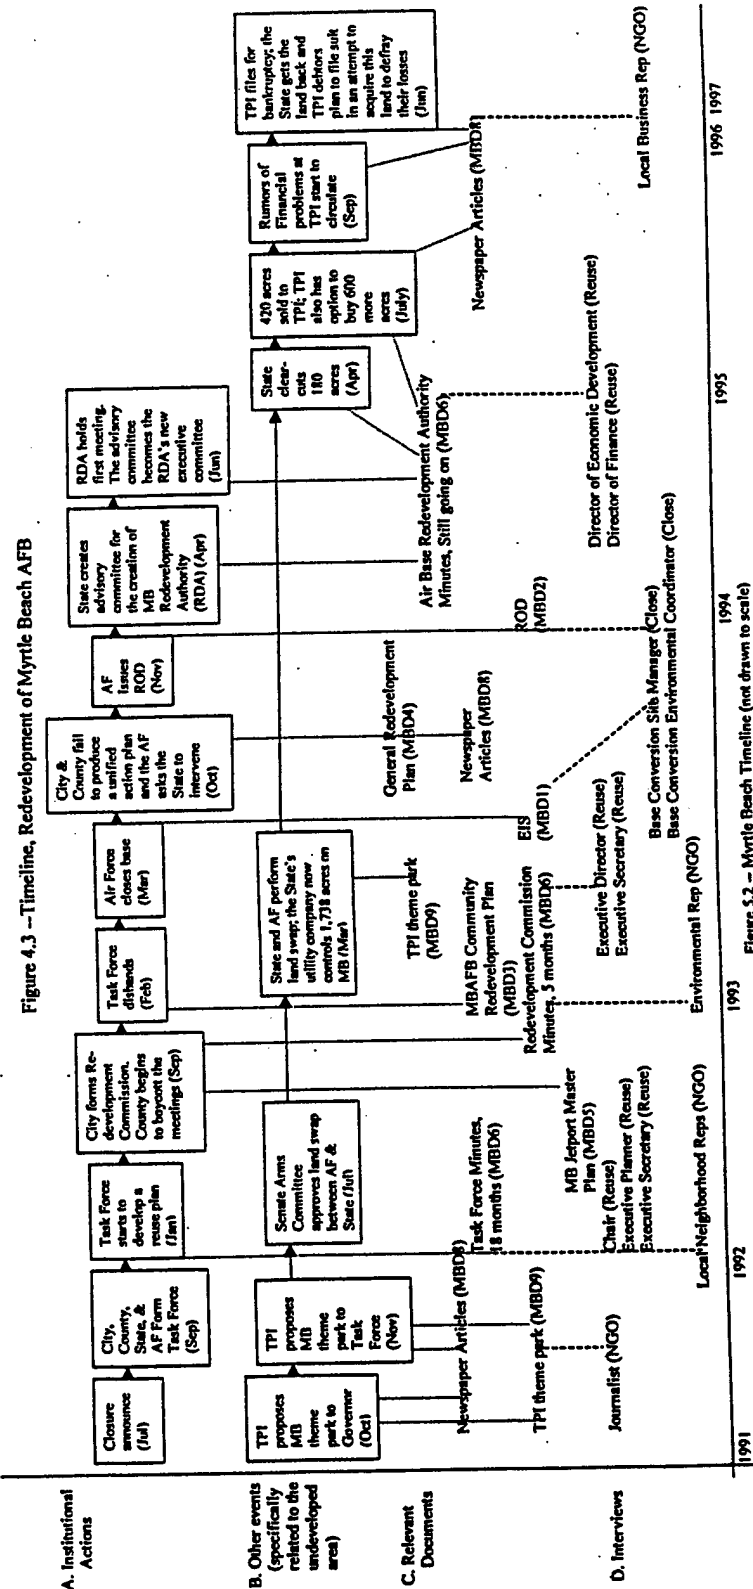 Figure 4.3 –Timeline, Redevelopment of Myrtle Beach AFB
A. Institutional
Actions
Closure
announce
(Jul)
City,
County,
State, &
AF Form
Task Force
(Sep)
Task Force
starts to
develop a
reuse plan
(Jan)
City forms Re-
development
Commission.
County begins
to boycott the
meetings (Sep)
Task Force
disbands
(Feb)
Air Force
closes base
(Mar)
City &
County fail
to produce
a unified
action plan
and the AF
asks the
State to
intervene
(Oct)
AF
Issues
ROD
(Nov)
State creates
advisory
committee for
the creation of
MB
Redevelopment
Authority
(RDA) (Apr)
RDA holds
first meeting.
The advisory
committee
becomes the
RDA's new
executive
committee
(Jun)
B. Other events
(specifically
related to the
undeveloped
area)
TPI
proposes
MB
theme
park to
Governor
(Oct)
TPI
proposes
MB
theme
park to
Task
Force
(Nov)
Senate Arms
Committee
approves land swap
between AF &
State (Jul)
State and AF perform
land swap; the State's
utility company now
controls 1,738 acres on
MB (Mar)
State
clear-
cuts
180
acres
(Apr)
420 acres
sold to
TPI; TPI
also has
option to
buy 600
more
acres
(July)
Rumors of
Financial
problems at
TPI start to
circulate
(Sep)
TPI files for
bankruptcy; the
State gets the
land back and
TPI debtors
plan to file suit
in an attempt to
acquire this
land to defray
their losses
(Jun)
C. Relevant
Documents
Newspaper Articles (MBD8)
TPI theme park (MBD9)
Task Force Minutes,
18 months (MBD6)
MB Jetport Master
Plan (MBD5)
MBAFB Community
Redevelopment Plan
(MBD3)
Redevelopment Commission
Minutes, 5 months (MBD6)
TPI theme park
(MBD9)
EIS
(MBD1)
General Redevelopment
Plan (MBD4)
Newspaper
Articles (MBD8)
ROD
(MBD2)
Air Base Redevelopment Authority
Minutes, Still going on (MBD6)
Newspaper Articles (MBD8)
D. Interviews
Journalist (NGO)
Chair (Reuse)
Executive Planner (Reuse)
Executive Secretary (Reuse)
Local Neighborhood Reps (NGO)
Environmental Rep (NGO)
Executive Director (Reuse)
Executive Secretary (Reuse)
Base Conversion Site Manager (Close)
Base Conversion Environmental Coordinator (Close)
Director of Economic Development (Reuse)
Director of Finance (Reuse)
Local Business Rep (NGO)
1991
1992
1993
1994
1995
1996 1997
Figure 5.2 – Myrtle Beach Timeline (not drawn to scale)